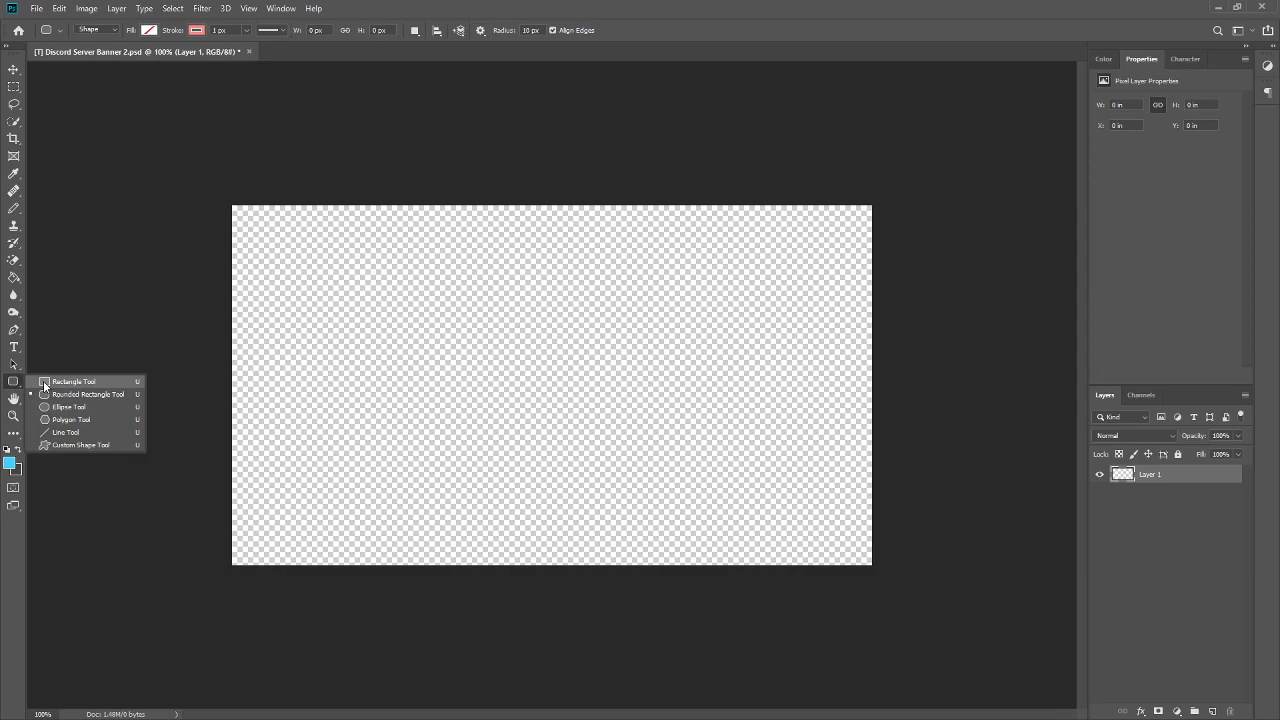 Ps File Edit Image Layer Type Select Filter 3D View Window Help
Shape Fill: Stroke: 1 px W: 0 px H: 0 px Radius: 10 px Align Edges
[T] Discord Server Banner 2.psd @ 100% (Layer 1, RGB/8#) *
Color Properties Character
Pixel Layer Properties
W: 0 in H: 0 in
X: 0 in Y: 0 in
Rectangle Tool U
Rounded Rectangle Tool U
Ellipse Tool U
Polygon Tool U
Line Tool U
Custom Shape Tool U
Layers Channels
Kind
Normal Opacity: 100%
Lock: Fill: 100%
Layer 1
100% Doc: 1.48M/0 bytes